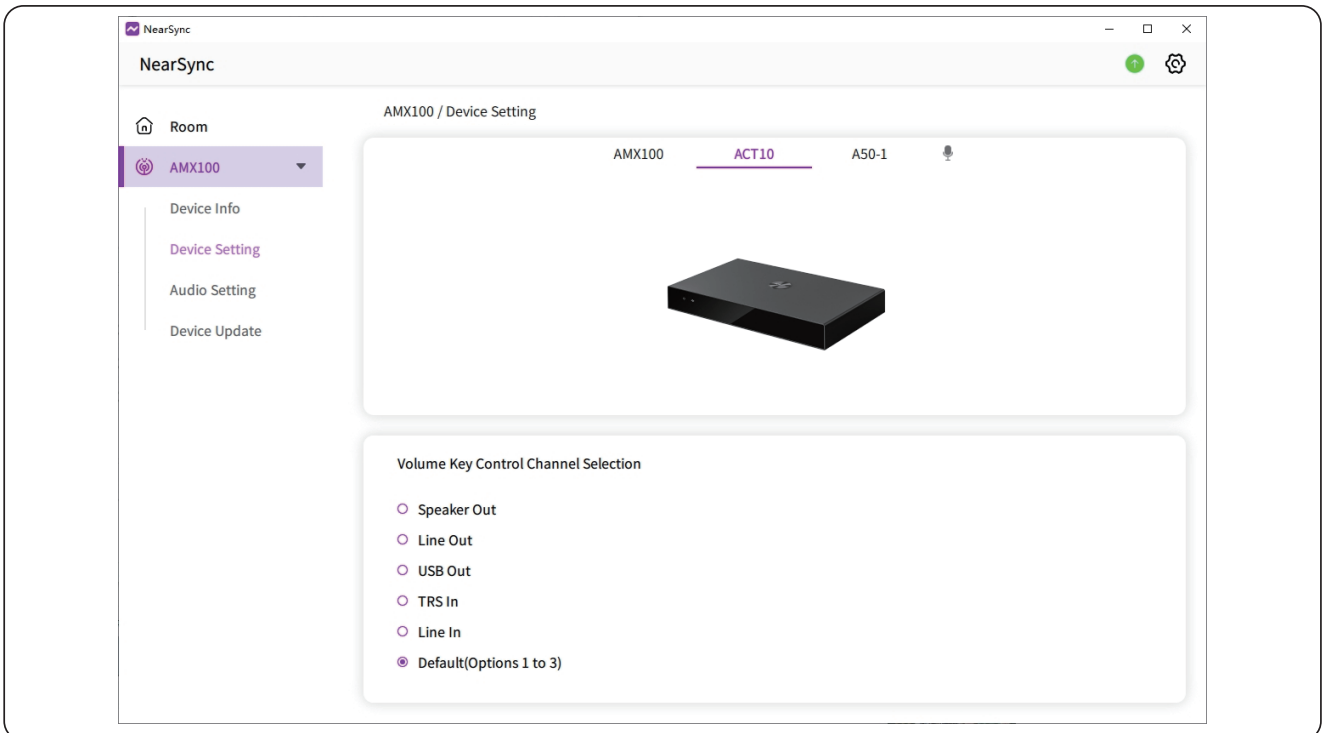 NearSync
NearSync
Room
AMX100
Device Info
Device Setting
Audio Setting
Device Update
AMX100 / Device Setting
AMX100 ACT10 A50-1
Volume Key Control Channel Selection
Speaker Out
Line Out
USB Out
TRS In
Line In
Default(Options 1 to 3)